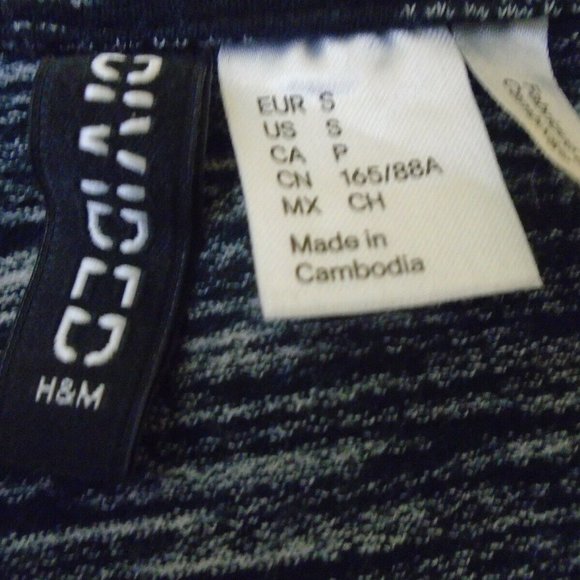 DIVIDED
H&M
EUR S
US S
CA P
CN 165/88A
MX CH
Made in
Cambodia